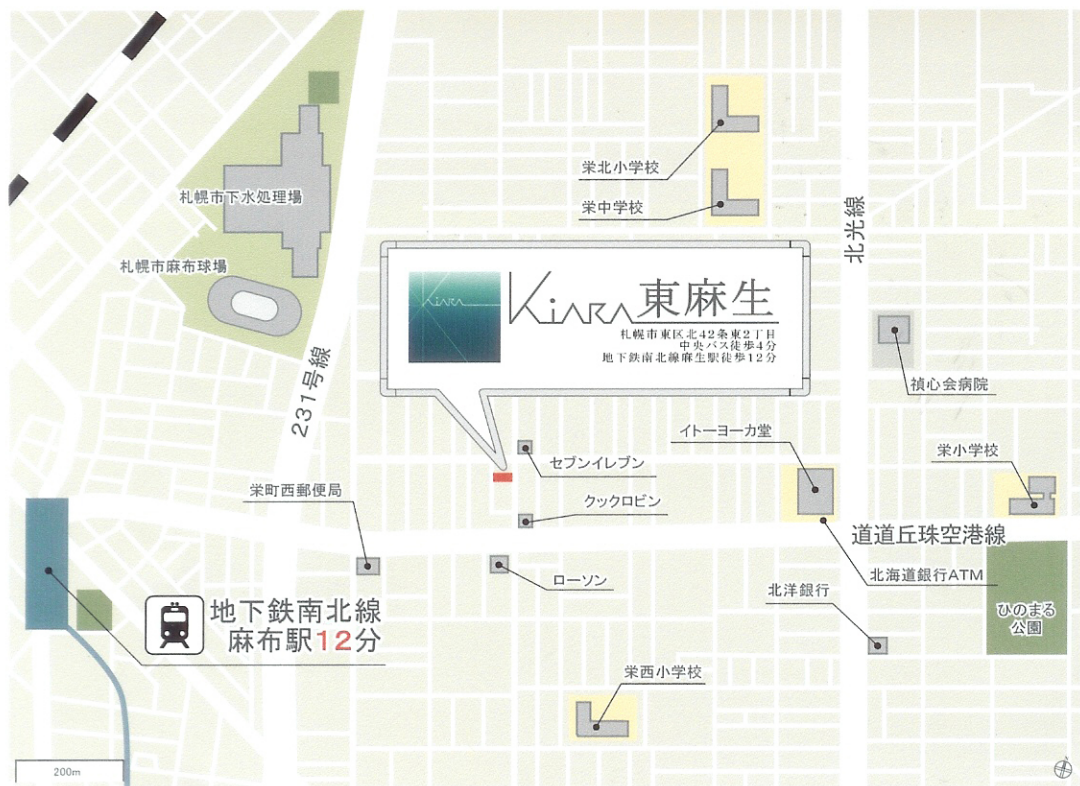 栄北小学校
栄中学校
札幌市下水処理場
札幌市麻布球場
北光線
KiARA
KiARA東麻生
札幌市東区北42条東2丁目
中央バス徒歩4分
地下鉄南北線麻生駅徒歩12分
231号線
禎心会病院
イトーヨーカ堂
セブンイレブン
栄小学校
栄町西郵便局
クックロビン
道道丘珠空港線
ローソン
北海道銀行ATM
北洋銀行
地下鉄南北線
麻布駅12分
ひのまる
公園
栄西小学校
200m